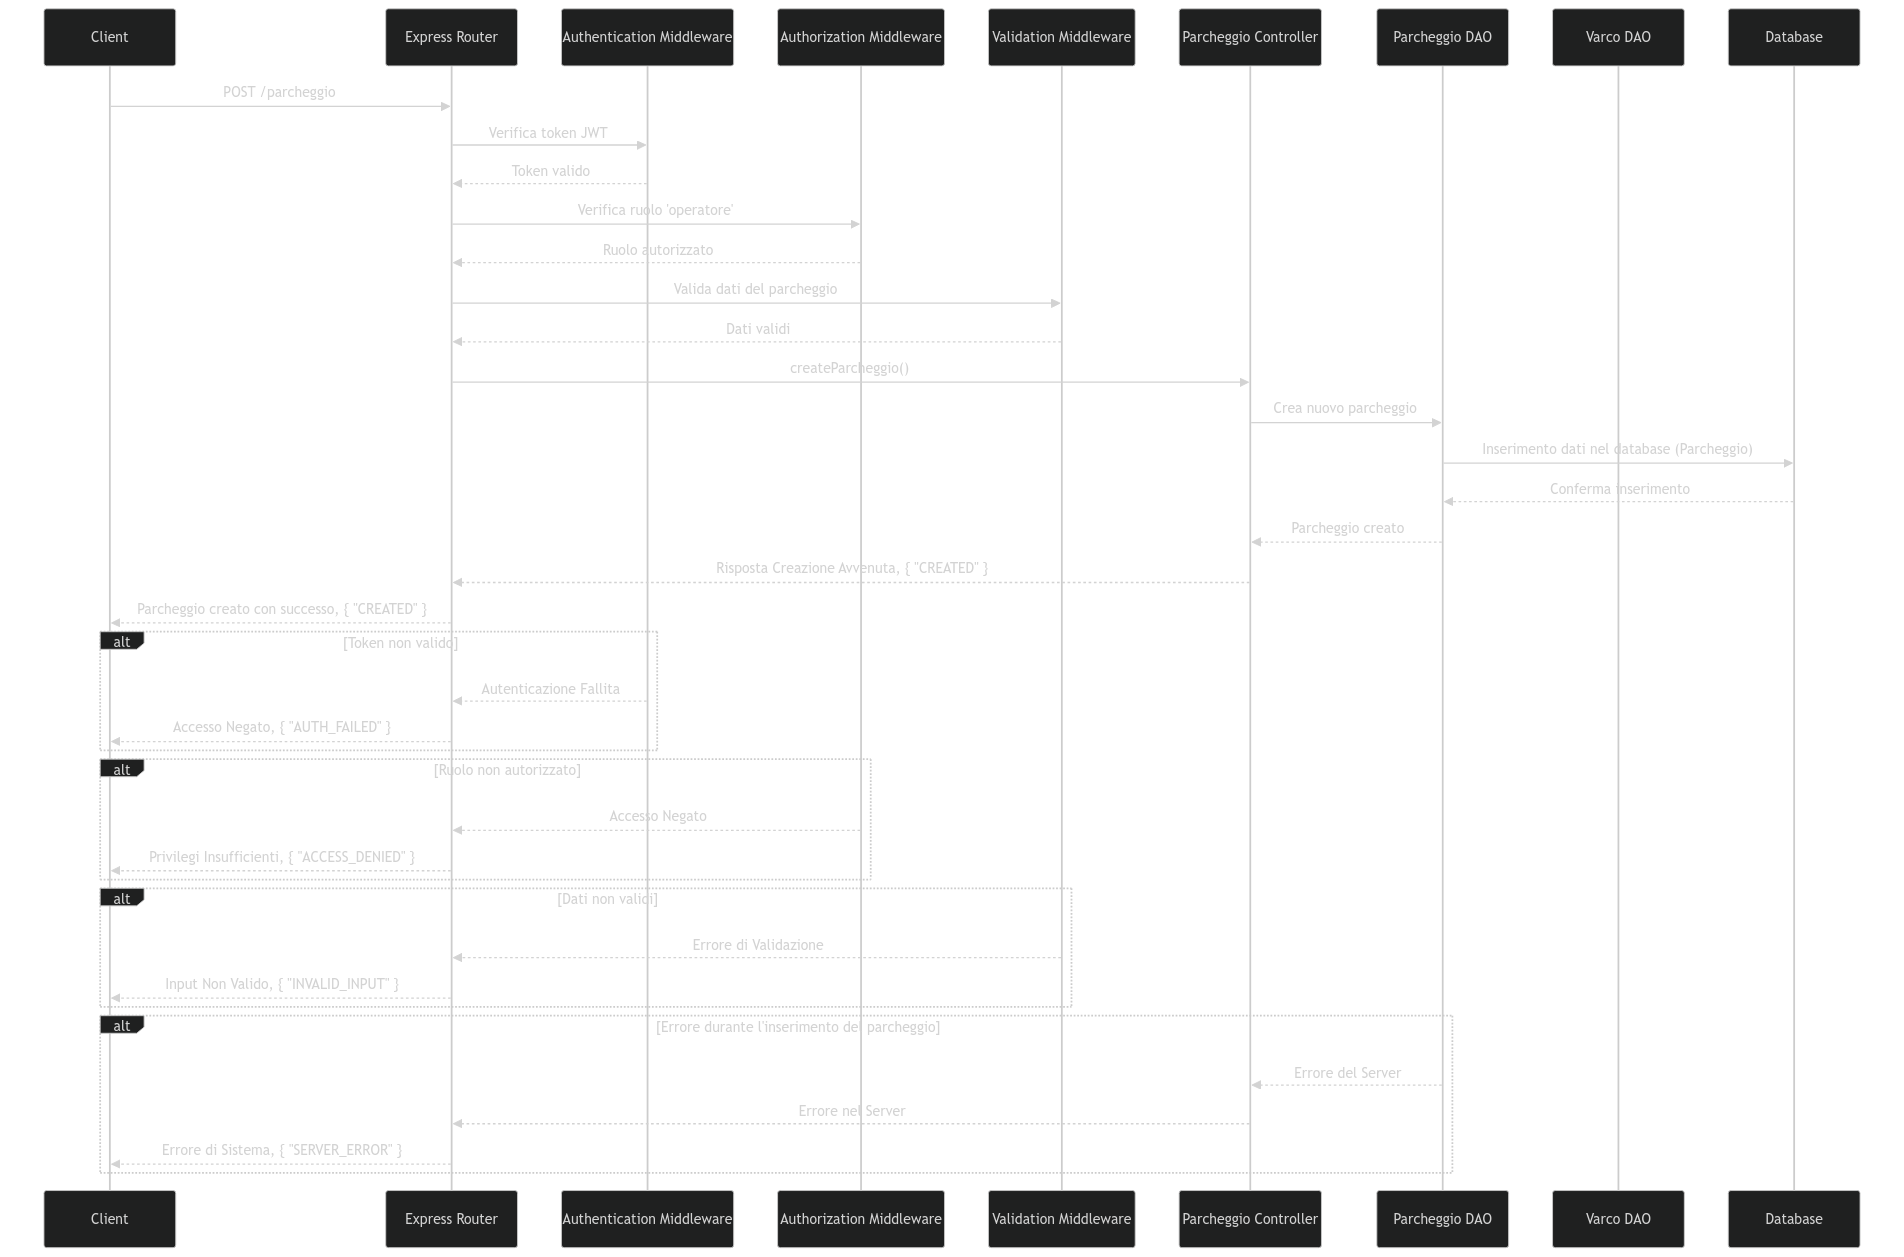 Client
Express Router
Authentication Middleware
Authorization Middleware
Validation Middleware
Parcheggio Controller
Parcheggio DAO
Varco DAO
Database
POST /parcheggio
Verifica token JWT
Token valido
Verifica ruolo 'operatore'
Ruolo autorizzato
Valida dati del parcheggio
Dati validi
createParcheggio()
Crea nuovo parcheggio
Inserimento dati nel database (Parcheggio)
Conferma inserimento
Parcheggio creato
Risposta Creazione Avvenuta, { "CREATED" }
Parcheggio creato con successo, { "CREATED" }
alt
[Token non valido]
Autenticazione Fallita
Accesso Negato, { "AUTH_FAILED" }
alt
[Ruolo non autorizzato]
Accesso Negato
Privilegi Insufficienti, { "ACCESS_DENIED" }
alt
[Dati non validi]
Errore di Validazione
Input Non Valido, { "INVALID_INPUT" }
alt
[Errore durante l'inserimento del parcheggio]
Errore del Server
Errore nel Server
Errore di Sistema, { "SERVER_ERROR" }
Client
Express Router
Authentication Middleware
Authorization Middleware
Validation Middleware
Parcheggio Controller
Parcheggio DAO
Varco DAO
Database